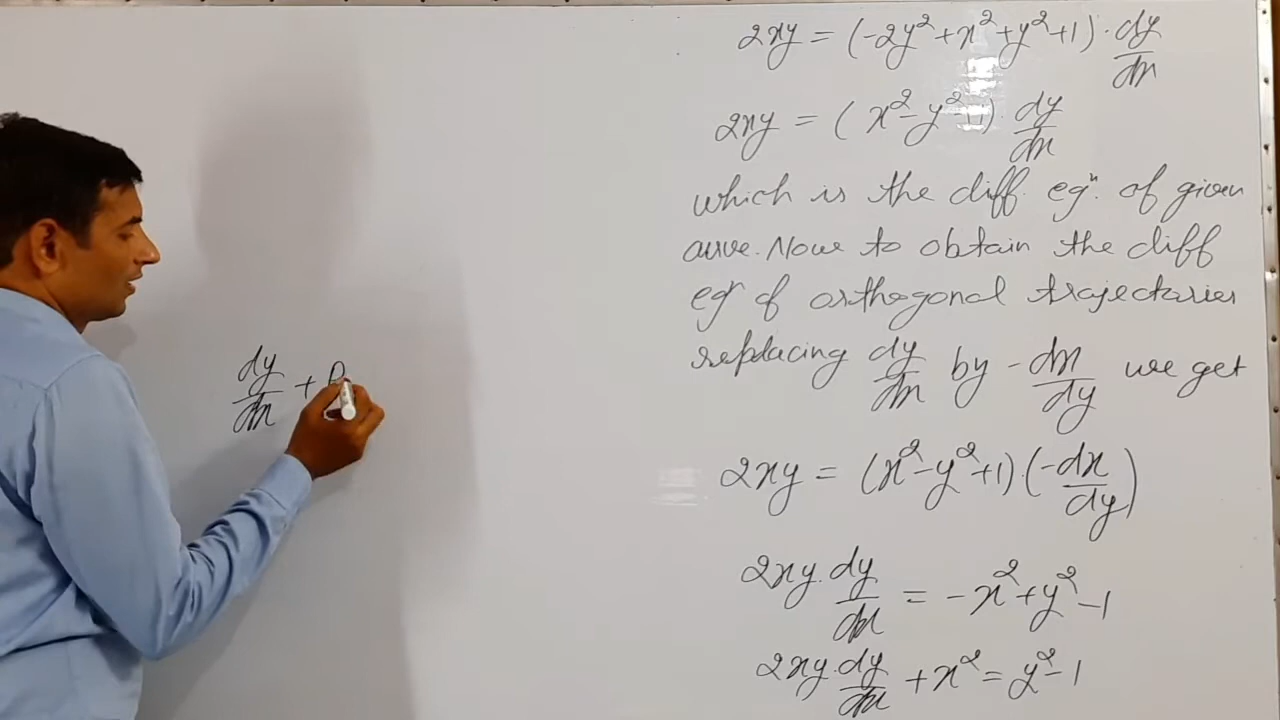 2xy = (-2y²+x²+y²+1)·dy/dx
2xy = (x²-y²+1) dy/dx
which is the diff. eqⁿ. of given
curve. Now to obtain the diff
eqⁿ of orthogonal trajectories
replacing dy/dx by -dx/dy we get
2xy = (x²-y²+1)(-dx/dy)
2xy.dy/dx = -x²+y²-1
2xy.dy/dx +x² = y²-1
dy/dx + P